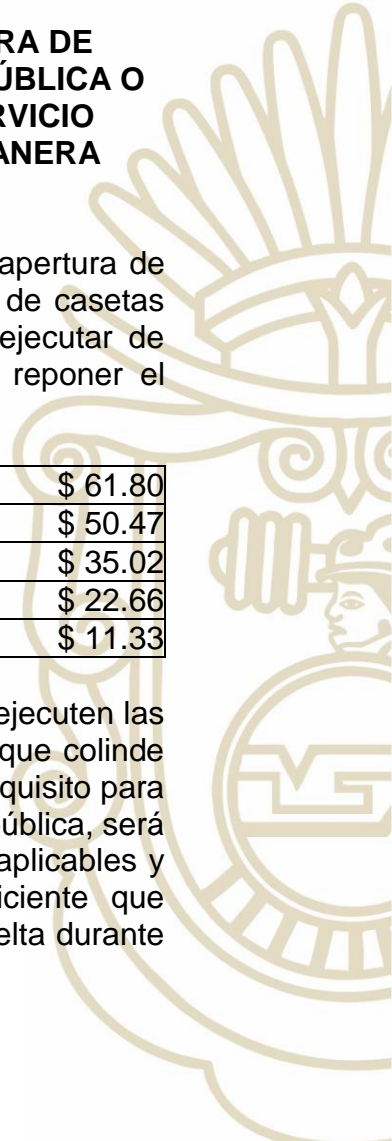 RA DE
ÚBLICA O
RVICIO
ANERA
apertura de
de casetas
ejecutar de
reponer el
$ 61.80
$ 50.47
$ 35.02
$ 22.66
$ 11.33
ejecuten las
que colinde
quisito para
pública, será
aplicables y
iciente que
elta durante